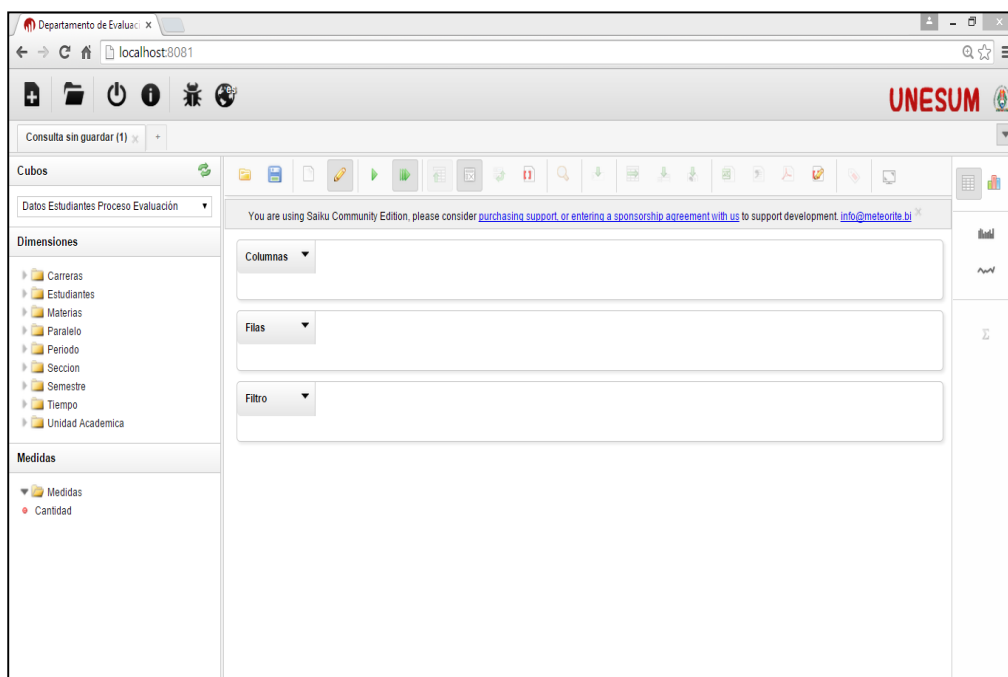 Departamento de Evaluaci
localhost:8081
es
UNESUM
Consulta sin guardar (1)
Cubos
Datos Estudiantes Proceso Evaluación
Dimensiones
Carreras
Estudiantes
Materias
Paralelo
Periodo
Seccion
Semestre
Tiempo
Unidad Academica
Medidas
Medidas
Cantidad
You are using Saiku Community Edition, please consider purchasing support, or entering a sponsorship agreement with us to support development. info@meteorite.bi
Columnas
Filas
Filtro
Σ